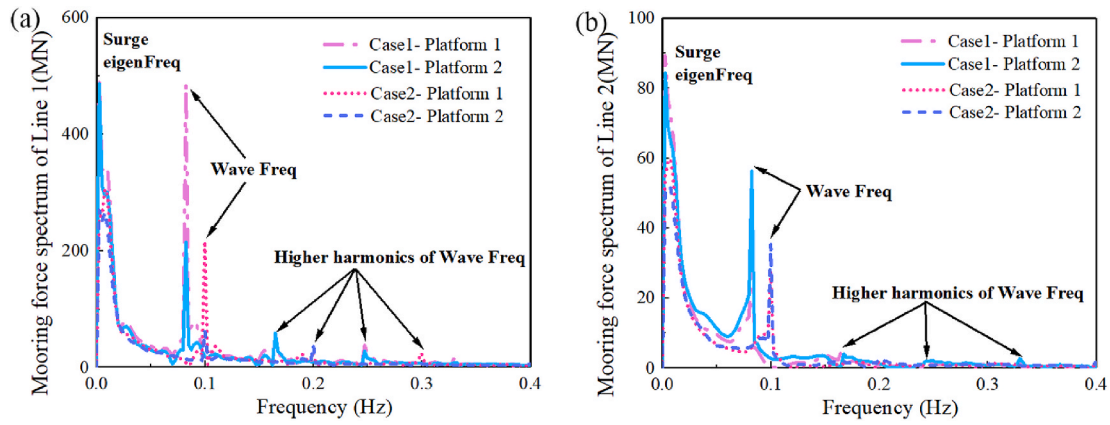 (a)
Mooring force spectrum of Line 1(MN)
600
400
200
0
Surge
eigenFreq
Case1- Platform 1
Case1- Platform 2
Case2- Platform 1
Case2- Platform 2
Wave Freq
Higher harmonics of Wave Freq
0.0 0.1 0.2 0.3 0.4
Frequency (Hz)
(b)
Mooring force spectrum of Line 2(MN)
100
80
60
40
20
0
Surge
eigenFreq
Case1- Platform 1
Case1- Platform 2
Case2- Platform 1
Case2- Platform 2
Wave Freq
Higher harmonics of Wave Freq
0.0 0.1 0.2 0.3 0.4
Frequency (Hz)